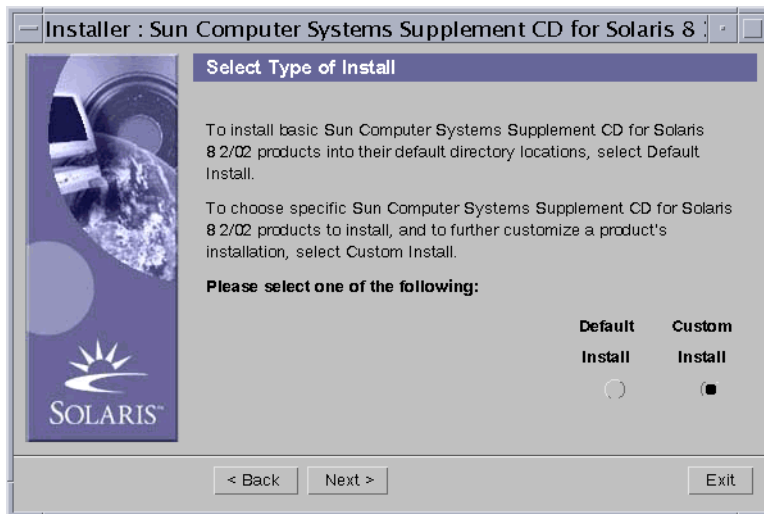 Installer : Sun Computer Systems Supplement CD for Solaris 8
Select Type of Install
To install basic Sun Computer Systems Supplement CD for Solaris
8 2/02 products into their default directory locations, select Default
Install.
To choose specific Sun Computer Systems Supplement CD for Solaris
8 2/02 products to install, and to further customize a product's
installation, select Custom Install.
Please select one of the following:
Default Custom
Install Install
SOLARIS™
< Back Next > Exit